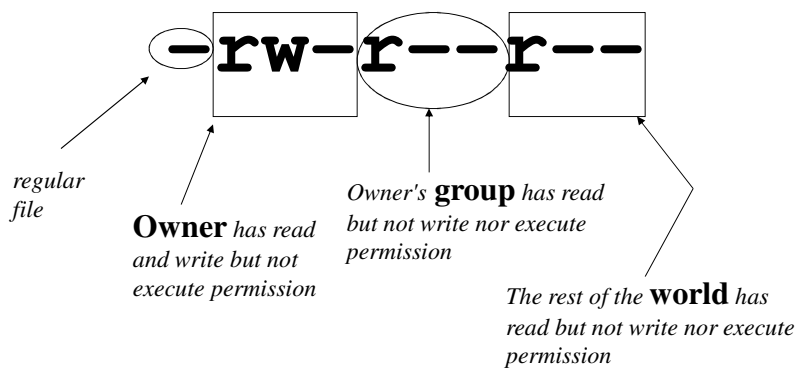 -rw-r--r--
regular
file
Owner has read
and write but not
execute permission
Owner's group has read
but not write nor execute
permission
The rest of the world has
read but not write nor execute
permission